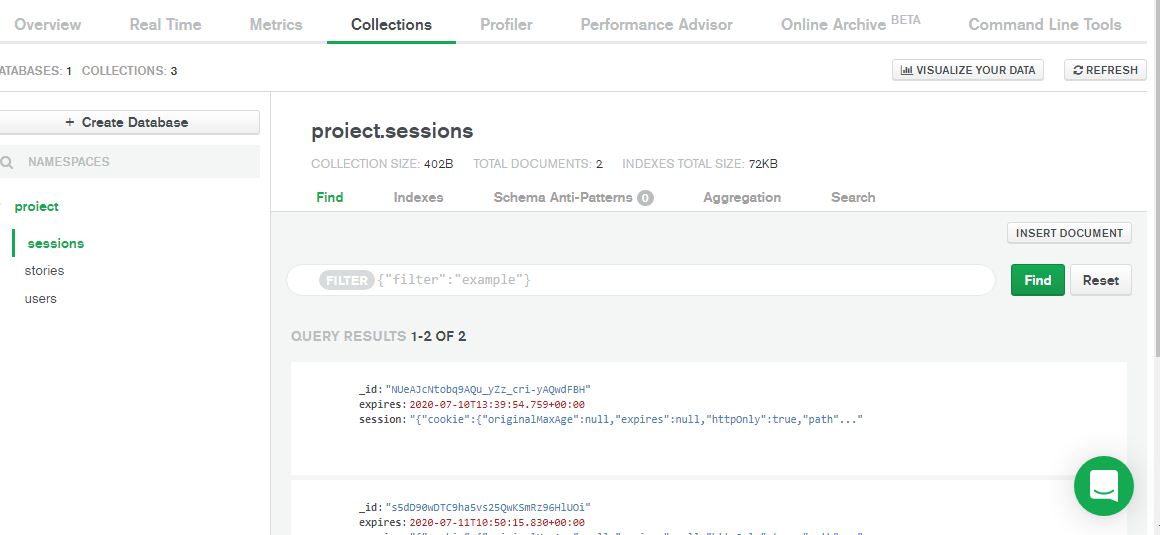 Overview Real Time Metrics Collections Profiler Performance Advisor Online Archive BETA Command Line Tools
ATABASES: 1 COLLECTIONS: 3
VISUALIZE YOUR DATA
REFRESH
+ Create Database
NAMESPACES
proiect
sessions
stories
users
proiect.sessions
COLLECTION SIZE: 402B TOTAL DOCUMENTS: 2 INDEXES TOTAL SIZE: 72KB
Find Indexes Schema Anti-Patterns 0 Aggregation Search
INSERT DOCUMENT
FILTER {"filter":"example"}
Find
Reset
QUERY RESULTS 1-2 OF 2
_id: "NUeAJcNtobq9AQu_yZz_cri-yAQwdFBH"
expires: 2020-07-10T13:39:54.759+00:00
session: "{"cookie":{"originalMaxAge":null,"expires":null,"httpOnly":true,"path"..."
_id: "s5dD90wDTC9ha5vs25QwKSmRz96HlUOi"
expires: 2020-07-11T10:50:15.830+00:00